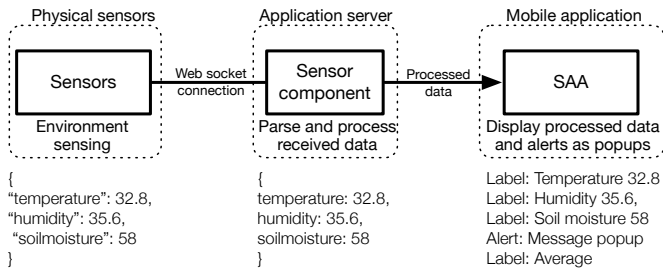 Physical sensors
Application server
Mobile application
Sensors
Web socket
connection
Sensor
component
Processed
data
SAA
Environment
sensing
Parse and process
received data
Display processed data
and alerts as popups
{
“temperature”: 32.8,
“humidity”: 35.6,
“soilmoisture”: 58
}
{
temperature: 32.8,
humidity: 35.6,
soilmoisture: 58
}
Label: Temperature 32.8
Label: Humidity 35.6,
Label: Soil moisture 58
Alert: Message popup
Label: Average